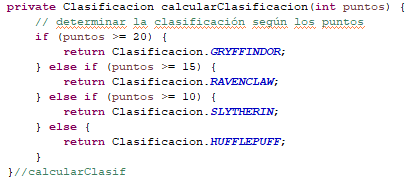 private Clasificacion calcularClasificacion(int puntos) {
// determinar la clasificación según los puntos
if (puntos >= 20) {
return Clasificacion.GRYFFINDOR;
} else if (puntos >= 15) {
return Clasificacion.RAVENCLAW;
} else if (puntos >= 10) {
return Clasificacion.SLYTHERIN;
} else {
return Clasificacion.HUFFLEPUFF;
}
}//calcularClasif